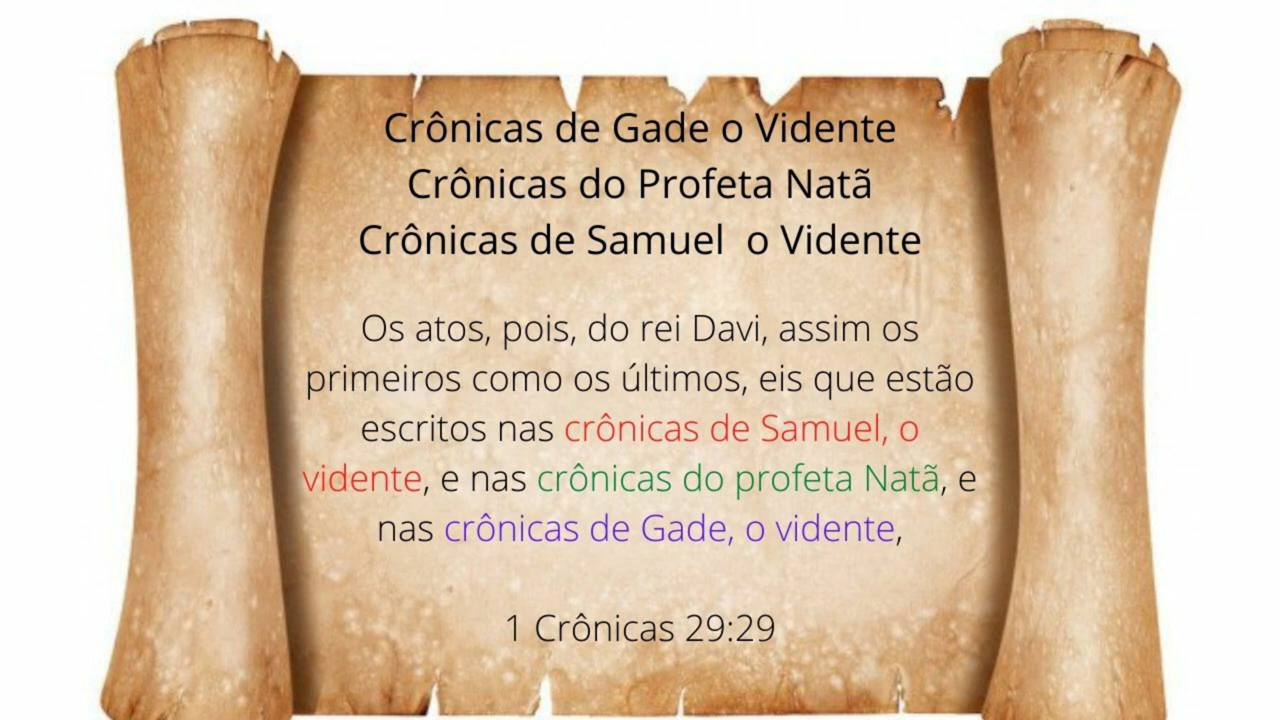 Crônicas de Gade o Vidente
Crônicas do Profeta Natã
Crônicas de Samuel  o Vidente
Os atos, pois, do rei Davi, assim os
primeiros como os últimos, eis que estão
escritos nas crônicas de Samuel, o
vidente, e nas crônicas do profeta Natã, e
nas crônicas de Gade, o vidente,
1 Crônicas 29:29